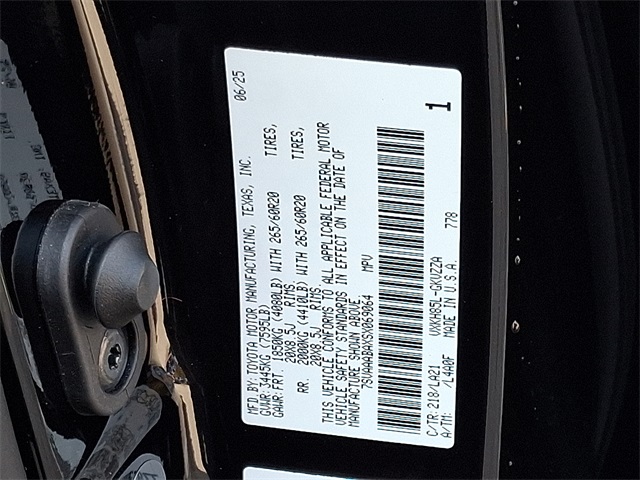 MFD.BY: TOYOTA MOTOR MANUFACTURING, TEXAS, INC. 06/25
GVWR: 3445KG (7595LB)
GAWR: FRT. 1850KG (4080LB) WITH 265/60R20 TIRES,
20X8.5J RIMS.
RR. 2000KG (4410LB) WITH 265/60R20 TIRES,
20X8.5J RIMS.
THIS VEHICLE CONFORMS TO ALL APPLICABLE FEDERAL MOTOR
VEHICLE SAFETY STANDARDS IN EFFECT ON THE DATE OF
MANUFACTURE SHOWN ABOVE.
7SVAAABAXSX069064 MPV
1
C/TR: 218/LA21 VXKH85L-GKVZZA
A/TM: /L4A0F MADE IN U.S.A. 778